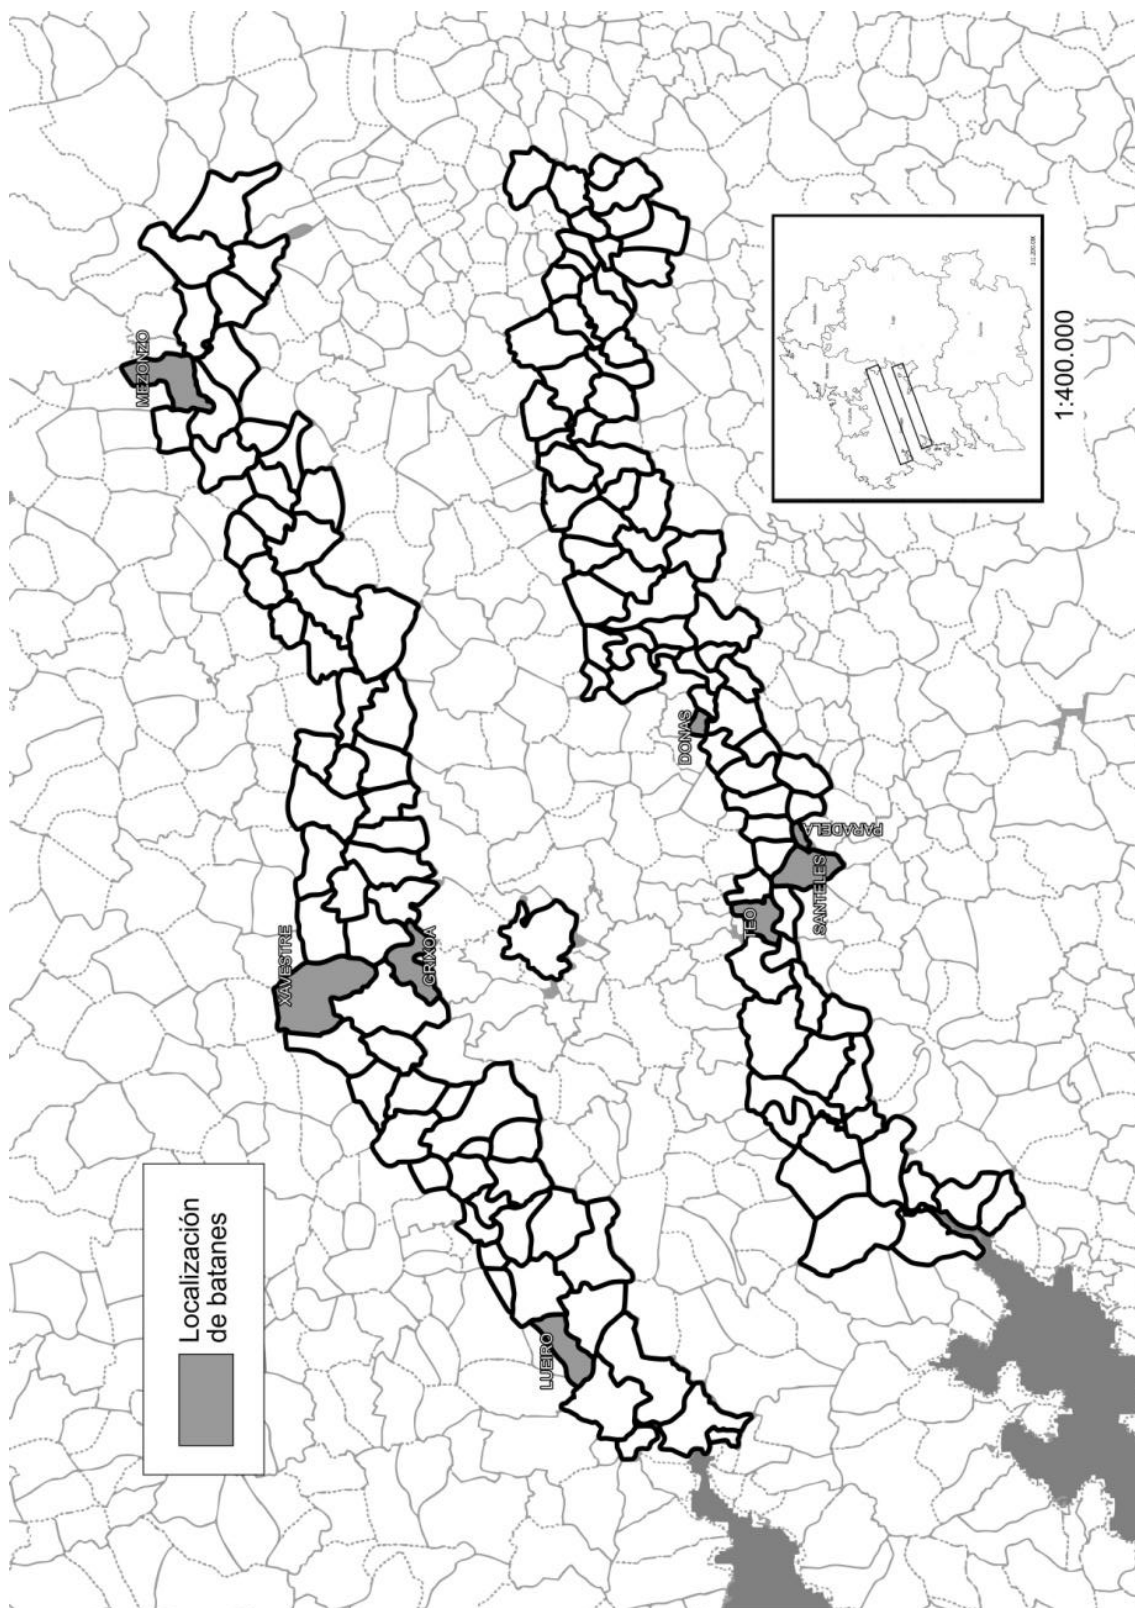 MEZONZO
XAVESTRE
GRIXOA
LUEIRO
DONAS
PARADELA
SANTELES
TEO
Localización
de batanes
1:400.000